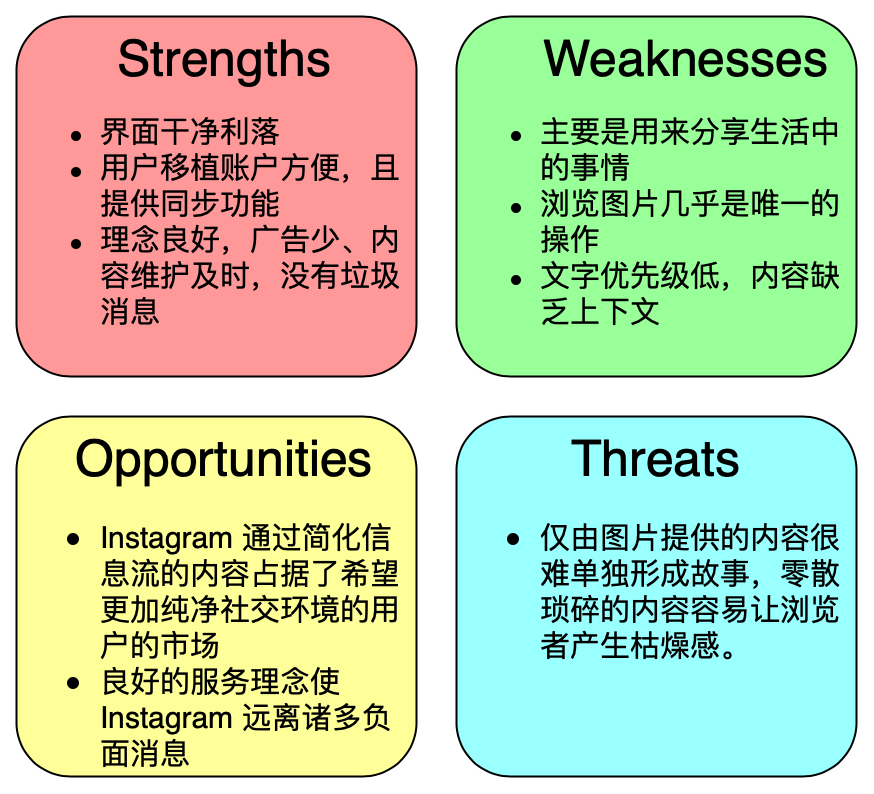 Strengths
• 界面干净利落
• 用户移植账户方便，且
提供同步功能
• 理念良好，广告少、内
容维护及时，没有垃圾
消息
Weaknesses
• 主要是用来分享生活中
的事情
• 浏览图片几乎是唯一的
操作
• 文字优先级低，内容缺
乏上下文
Opportunities
• Instagram 通过简化信
息流的内容占据了希望
更加纯净社交环境的用
户的市场
• 良好的服务理念使
Instagram 远离诸多负
面消息
Threats
• 仅由图片提供的内容很
难单独形成故事，零散
琐碎的内容容易让浏览
者产生枯燥感。